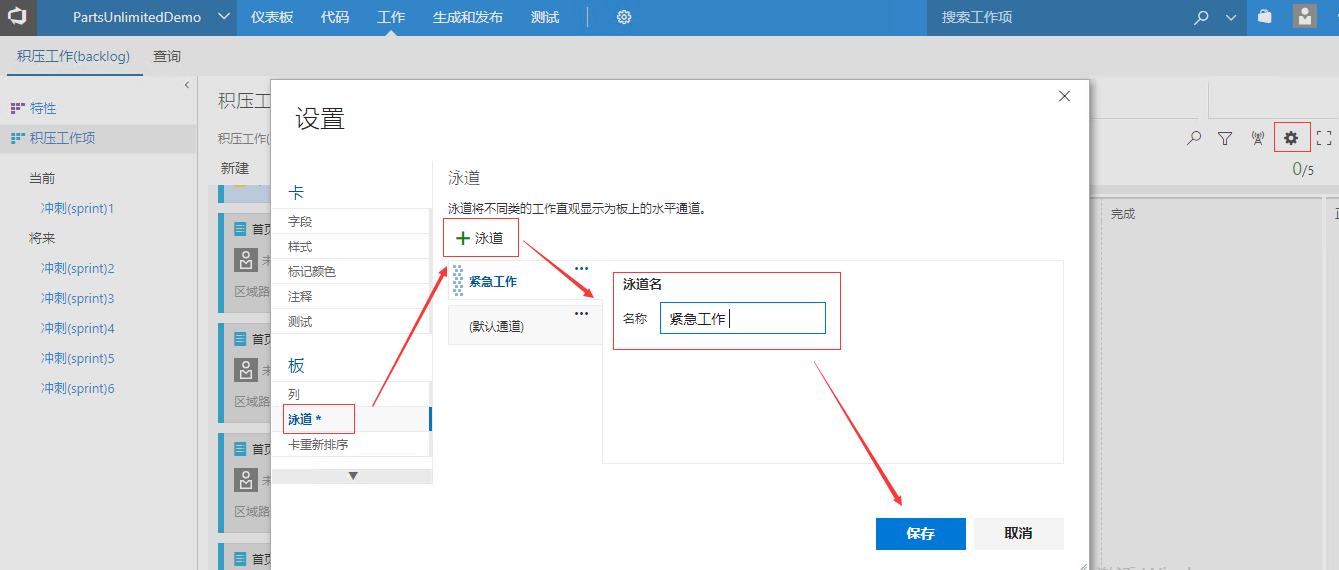 PartsUnlimitedDemo
仪表板 代码 工作 生成和发布 测试
搜索工作项
积压工作(backlog) 查询
特性
积压工作项
当前
冲刺(sprint)1
将来
冲刺(sprint)2
冲刺(sprint)3
冲刺(sprint)4
冲刺(sprint)5
冲刺(sprint)6
积压工
积压工作(
新建
首页
未
区域路
首页
未
区域路
首页
未
区域路
首页
0/5
完成
设置
卡
字段
样式
标记颜色
注释
测试
板
列
泳道 *
卡重新排序
泳道
泳道将不同类的工作直观显示为板上的水平通道。
+ 泳道
紧急工作
(默认通道)
泳道名
名称 紧急工作
保存 取消